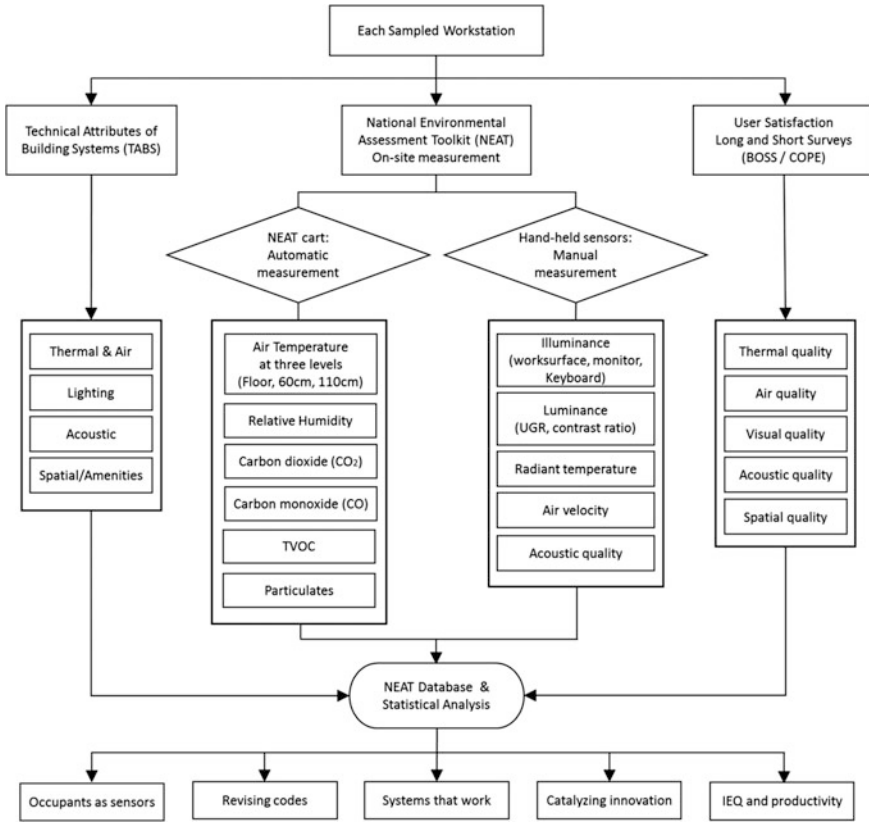 Each Sampled Workstation
Technical Attributes of
Building Systems (TABS)
National Environmental
Assessment Toolkit (NEAT)
On-site measurement
User Satisfaction
Long and Short Surveys
(BOSS / COPE)
NEAT cart:
Automatic
measurement
Hand-held sensors:
Manual
measurement
Thermal & Air
Lighting
Acoustic
Spatial/Amenities
Air Temperature
at three levels
(Floor, 60cm, 110cm)
Relative Humidity
Carbon dioxide (CO₂)
Carbon monoxide (CO)
TVOC
Particulates
Illuminance
(worksurface, monitor,
Keyboard)
Luminance
(UGR, contrast ratio)
Radiant temperature
Air velocity
Acoustic quality
Thermal quality
Air quality
Visual quality
Acoustic quality
Spatial quality
NEAT Database &
Statistical Analysis
Occupants as sensors
Revising codes
Systems that work
Catalyzing innovation
IEQ and productivity